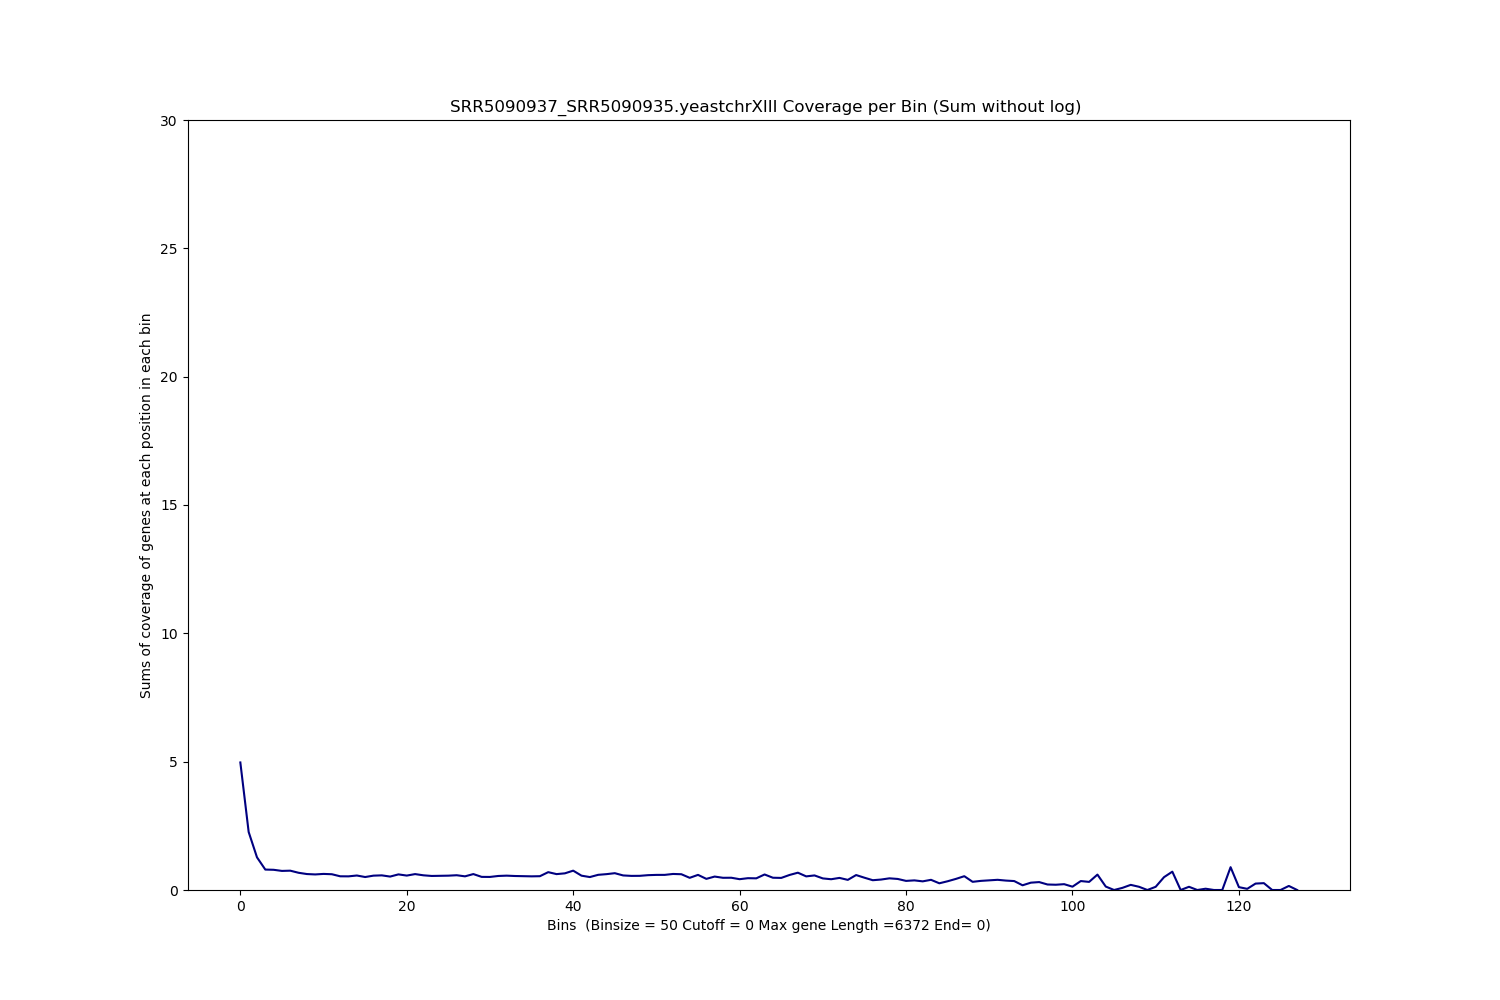 SRR5090937_SRR5090935.yeastchrXIII Coverage per Bin (Sum without log)
30
25
20
15
10
5
0
Sums of coverage of genes at each position in each bin
0 20 40 60 80 100 120
Bins  (Binsize = 50 Cutoff = 0 Max gene Length =6372 End= 0)